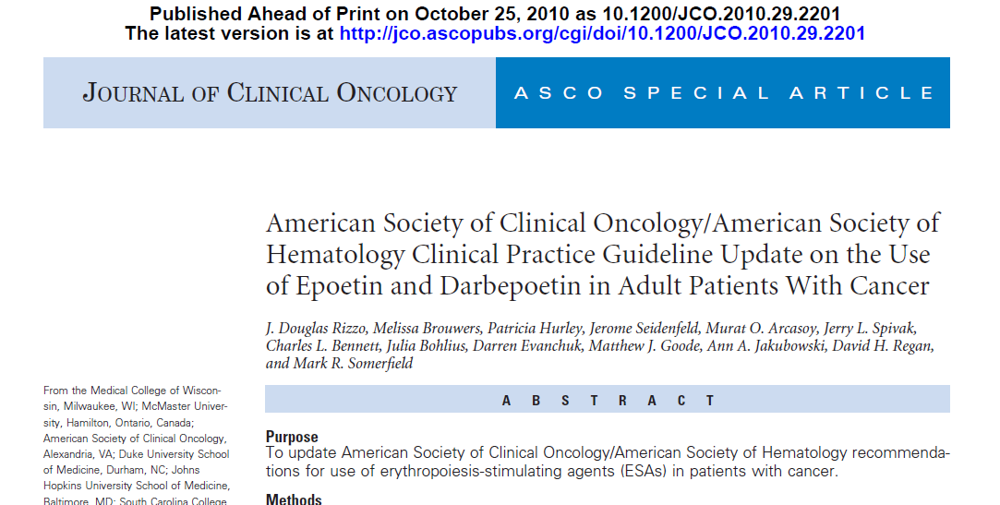 Published Ahead of Print on October 25, 2010 as 10.1200/JCO.2010.29.2201
The latest version is at http://jco.ascopubs.org/cgi/doi/10.1200/JCO.2010.29.2201
JOURNAL OF CLINICAL ONCOLOGY
ASCO SPECIAL ARTICLE
American Society of Clinical Oncology/American Society of
Hematology Clinical Practice Guideline Update on the Use
of Epoetin and Darbepoetin in Adult Patients With Cancer
J. Douglas Rizzo, Melissa Brouwers, Patricia Hurley, Jerome Seidenfeld, Murat O. Arcasoy, Jerry L. Spivak,
Charles L. Bennett, Julia Bohlius, Darren Evanchuk, Matthew J. Goode, Ann A. Jakubowski, David H. Regan,
and Mark R. Somerfield
From the Medical College of Wiscon-
sin, Milwaukee, WI; McMaster Univer-
sity, Hamilton, Ontario, Canada;
American Society of Clinical Oncology,
Alexandria, VA; Duke University School
of Medicine, Durham, NC; Johns
Hopkins University School of Medicine,
Baltimore, MD; South Carolina College
ABSTRACT
Purpose
To update American Society of Clinical Oncology/American Society of Hematology recommenda-
tions for use of erythropoiesis-stimulating agents (ESAs) in patients with cancer.
Methods